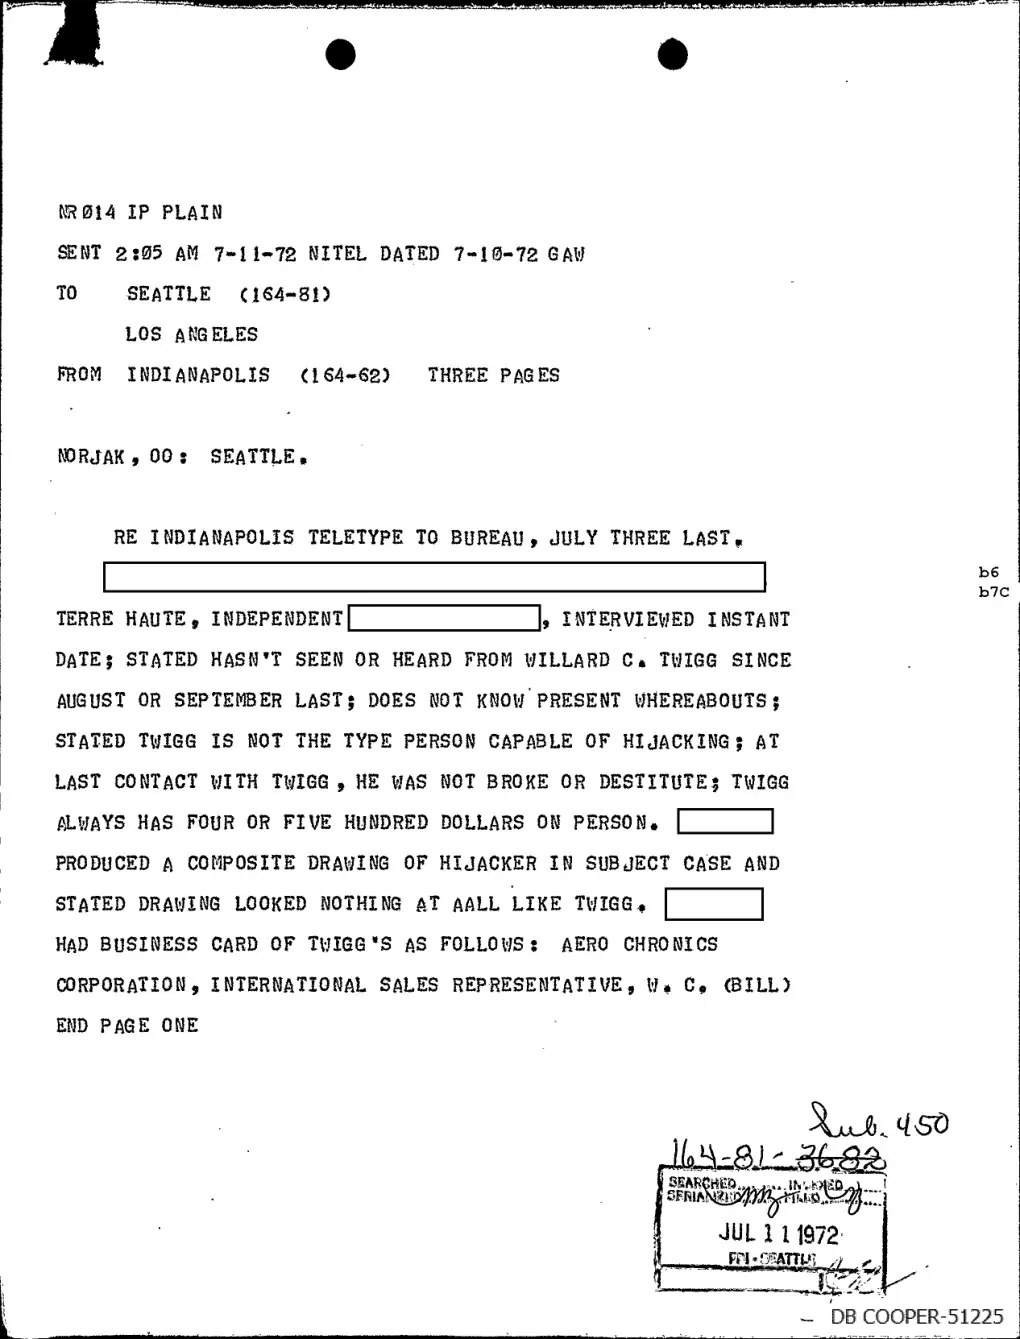 NR014 IP PLAIN
SENT 2:05 AM 7-11-72 NITEL DATED 7-10-72 GAW
TO SEATTLE (164-81)
LOS ANGELES
FROM INDIANAPOLIS (164-62) THREE PAGES
NORJAK, OO: SEATTLE.
RE INDIANAPOLIS TELETYPE TO BUREAU, JULY THREE LAST.
b6
b7C
TERRE HAUTE, INDEPENDENT , INTERVIEWED INSTANT
DATE; STATED HASN'T SEEN OR HEARD FROM WILLARD C. TWIGG SINCE
AUGUST OR SEPTEMBER LAST; DOES NOT KNOW PRESENT WHEREABOUTS;
STATED TWIGG IS NOT THE TYPE PERSON CAPABLE OF HIJACKING; AT
LAST CONTACT WITH TWIGG, HE WAS NOT BROKE OR DESTITUTE; TWIGG
ALWAYS HAS FOUR OR FIVE HUNDRED DOLLARS ON PERSON.
PRODUCED A COMPOSITE DRAWING OF HIJACKER IN SUBJECT CASE AND
STATED DRAWING LOOKED NOTHING AT AALL LIKE TWIGG.
HAD BUSINESS CARD OF TWIGG'S AS FOLLOWS: AERO CHRONICS
CORPORATION, INTERNATIONAL SALES REPRESENTATIVE, W. C. (BILL)
END PAGE ONE
Sub. 450
164-81-3682
SEARCHED INDEXED
SERIALIZED FILED
JUL 11 1972
FBI-SEATTLE
DB COOPER-51225